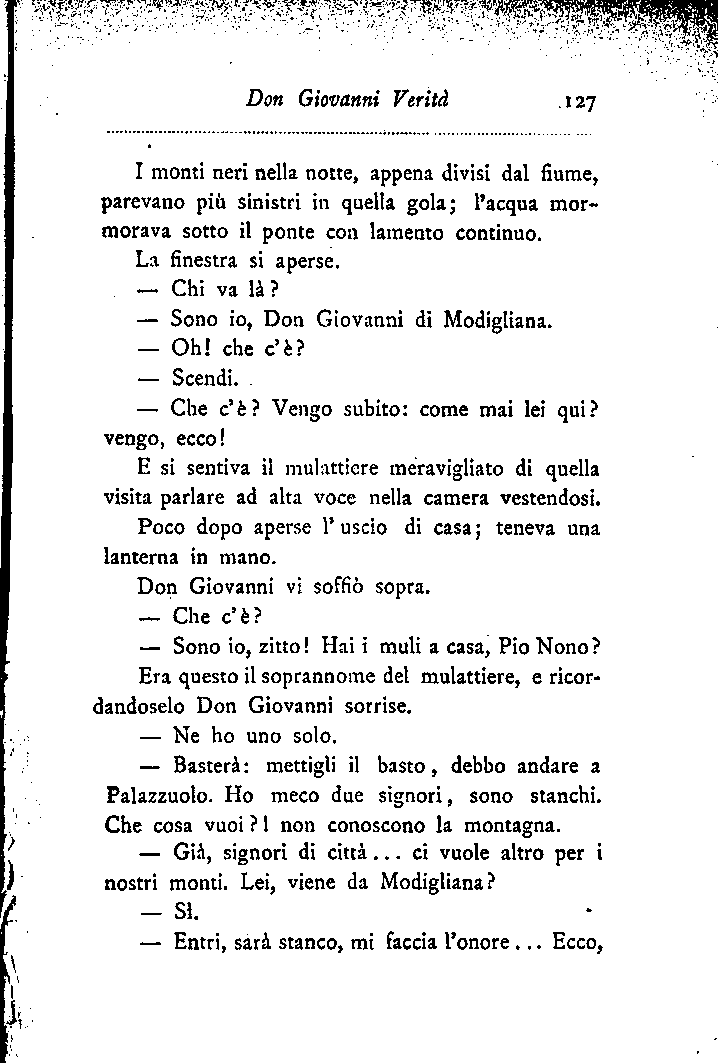 Don Giovanni Verità 127
I monti neri nella notte, appena divisi dal fiume,
parevano più sinistri in quella gola; l'acqua mor-
morava sotto il ponte con lamento continuo.
La finestra si aperse.
— Chi va là?
— Sono io, Don Giovanni di Modigliana.
— Oh! che c'è?
— Scendi.
— Che c'è? Vengo subito: come mai lei qui?
vengo, ecco!
E si sentiva il mulattiere meravigliato di quella
visita parlare ad alta voce nella camera vestendosi.
Poco dopo aperse l'uscio di casa; teneva una
lanterna in mano.
Don Giovanni vi soffiò sopra.
— Che c'è?
— Sono io, zitto! Hai i muli a casa, Pio Nono?
Era questo il soprannome del mulattiere, e ricor-
dandoselo Don Giovanni sorrise.
— Ne ho uno solo.
— Basterà: mettigli il basto, debbo andare a
Palazzuolo. Ho meco due signori, sono stanchi.
Che cosa vuoi?! non conoscono la montagna.
— Già, signori di città... ci vuole altro per i
nostri monti. Lei, viene da Modigliana?
— Sì.
— Entri, sarà stanco, mi faccia l'onore... Ecco,